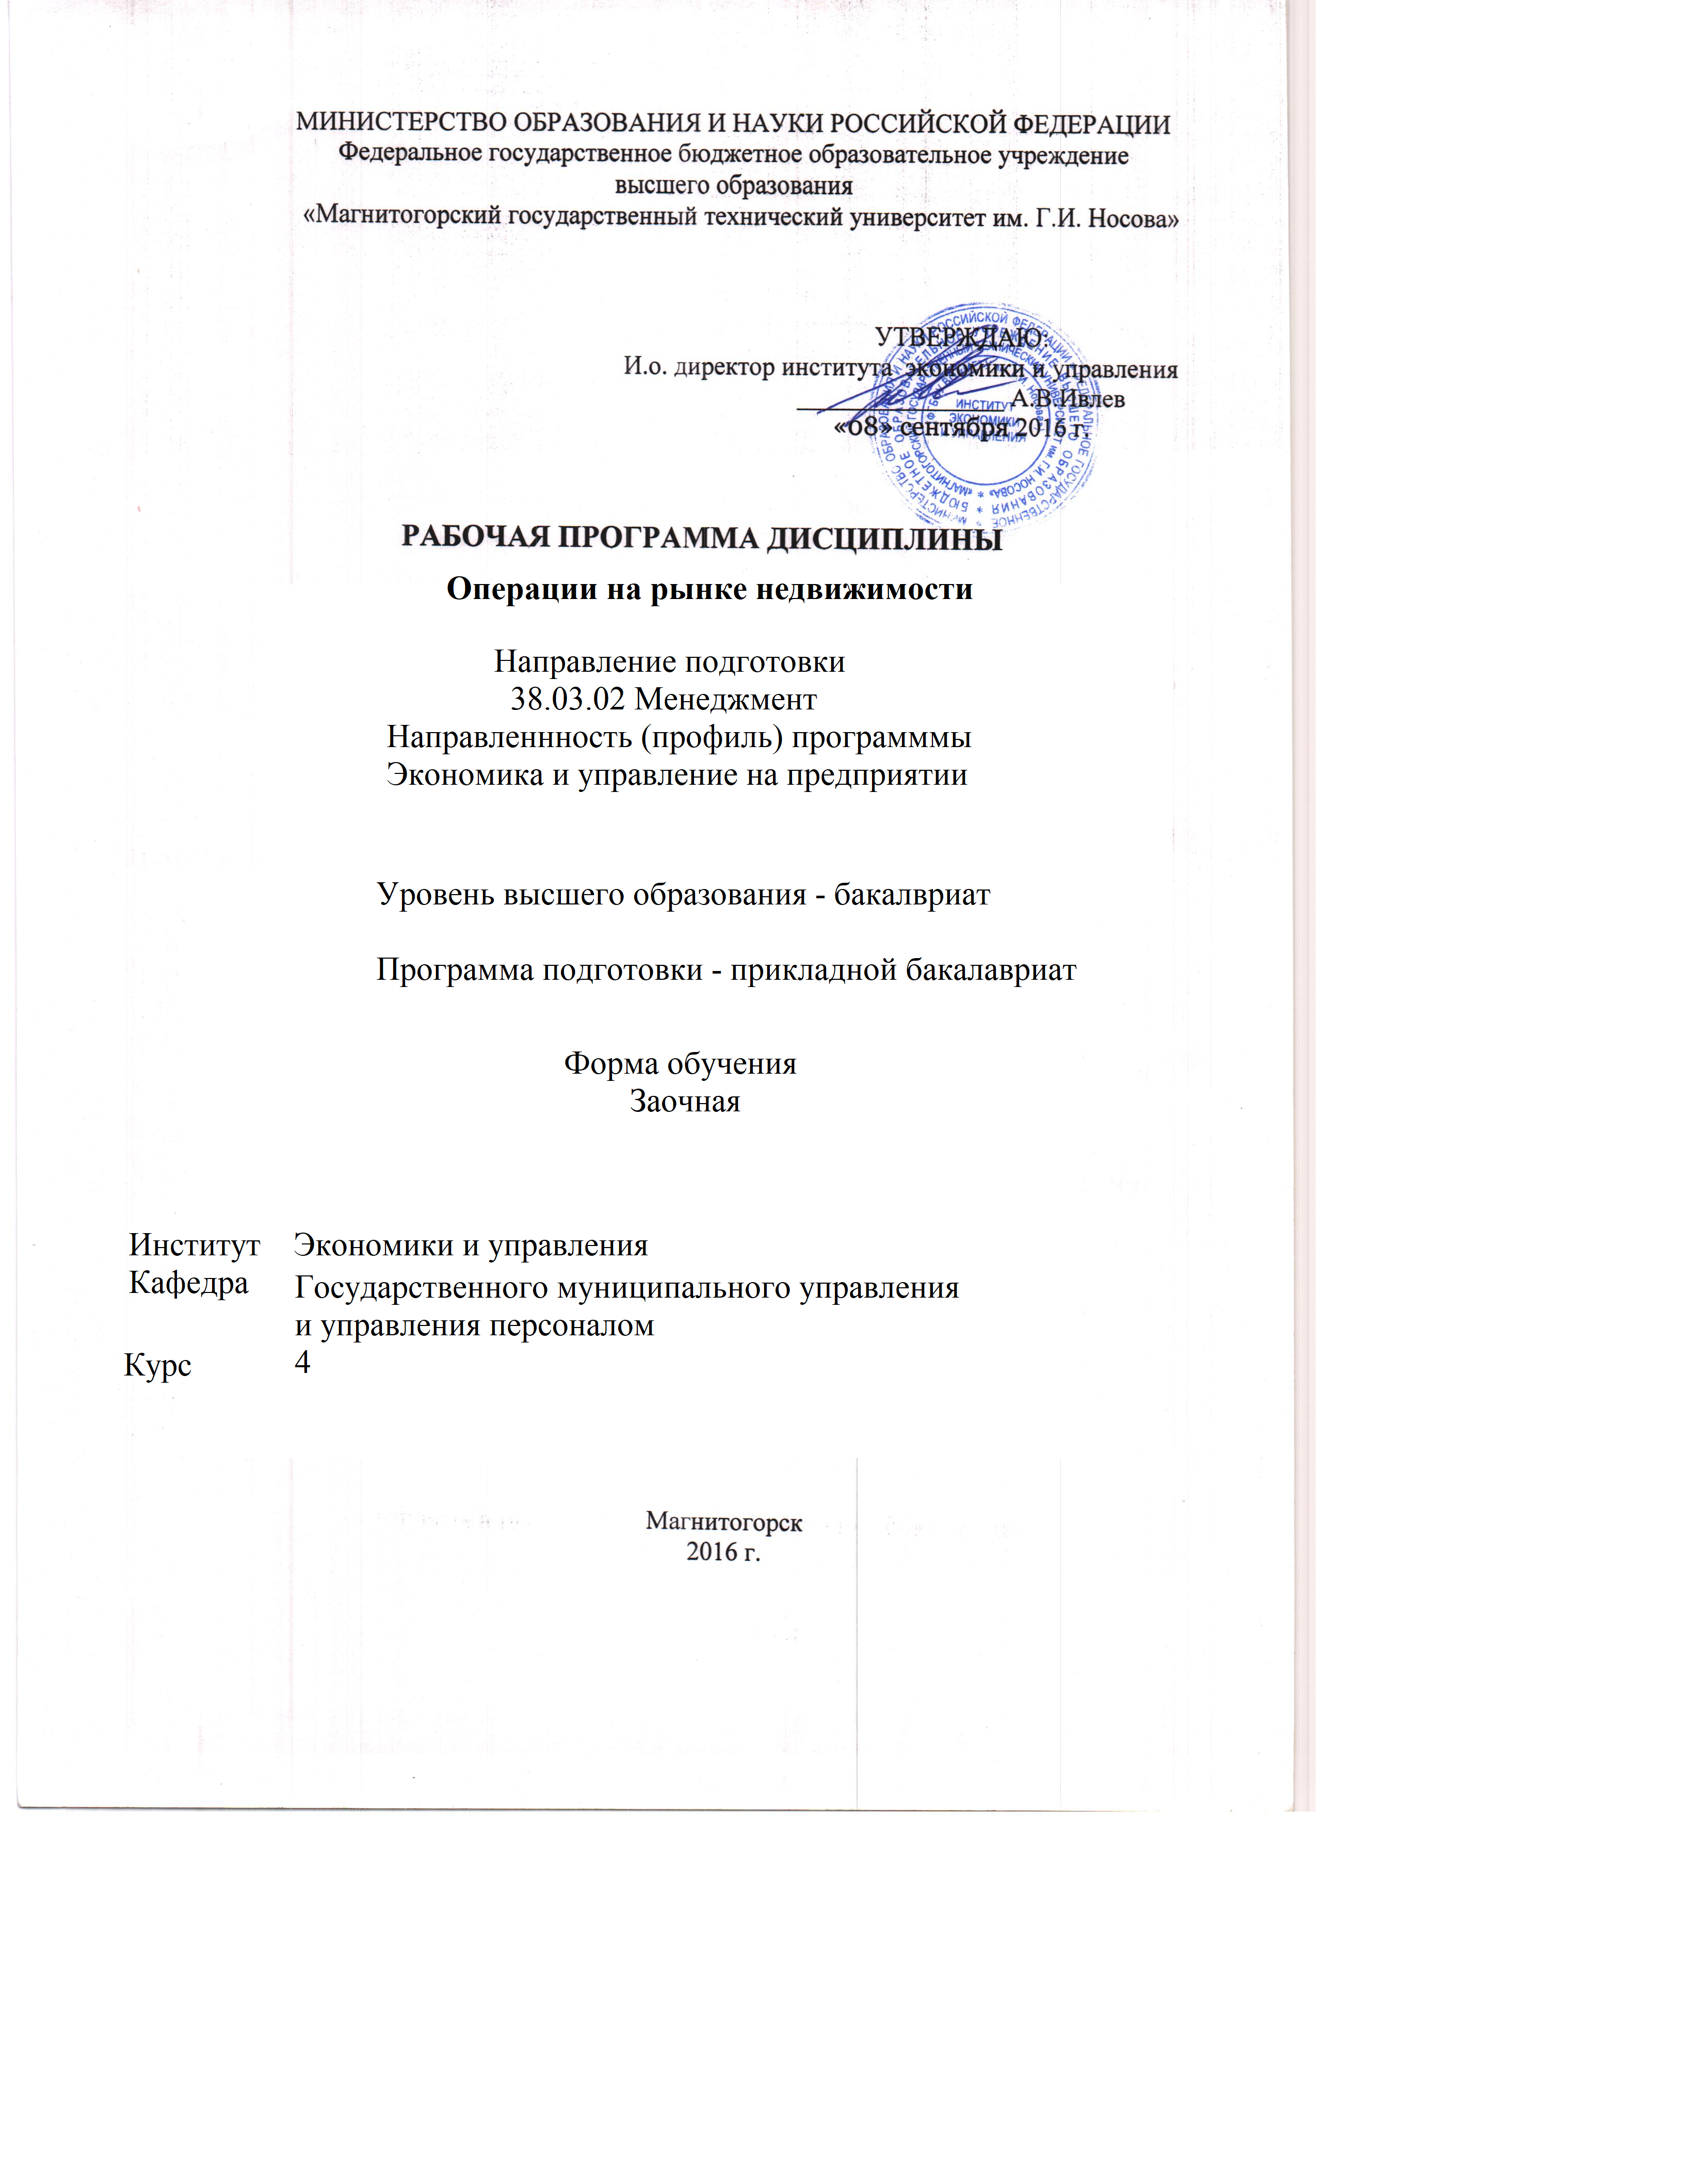 МИНИСТЕРСТВО ОБРАЗОВАНИЯ И НАУКИ РОССИЙСКОЙ ФЕДЕРАЦИИ
Федеральное государственное бюджетное образовательное учреждение
высшего образования
«Магнитогорский государственный технический университет им. Г.И. Носова»
УТВЕРЖДАЮ:
И.о. директор института экономики и управления
А.В.Ивлев
«08» сентября 2016 г.
ИНСТИТУТ
ЭКОНОМИКИ
И УПРАВЛЕНИЯ
РАБОЧАЯ ПРОГРАММА ДИСЦИПЛИНЫ
Операции на рынке недвижимости
Направление подготовки
38.03.02 Менеджмент
Направленнность (профиль) программмы
Экономика и управление на предприятии
Уровень высшего образования - бакалвриат
Программа подготовки - прикладной бакалавриат
Форма обучения
Заочная
Институт Экономики и управления
Кафедра Государственного муниципального управления
и управления персоналом
Курс 4
Магнитогорск
2016 г.